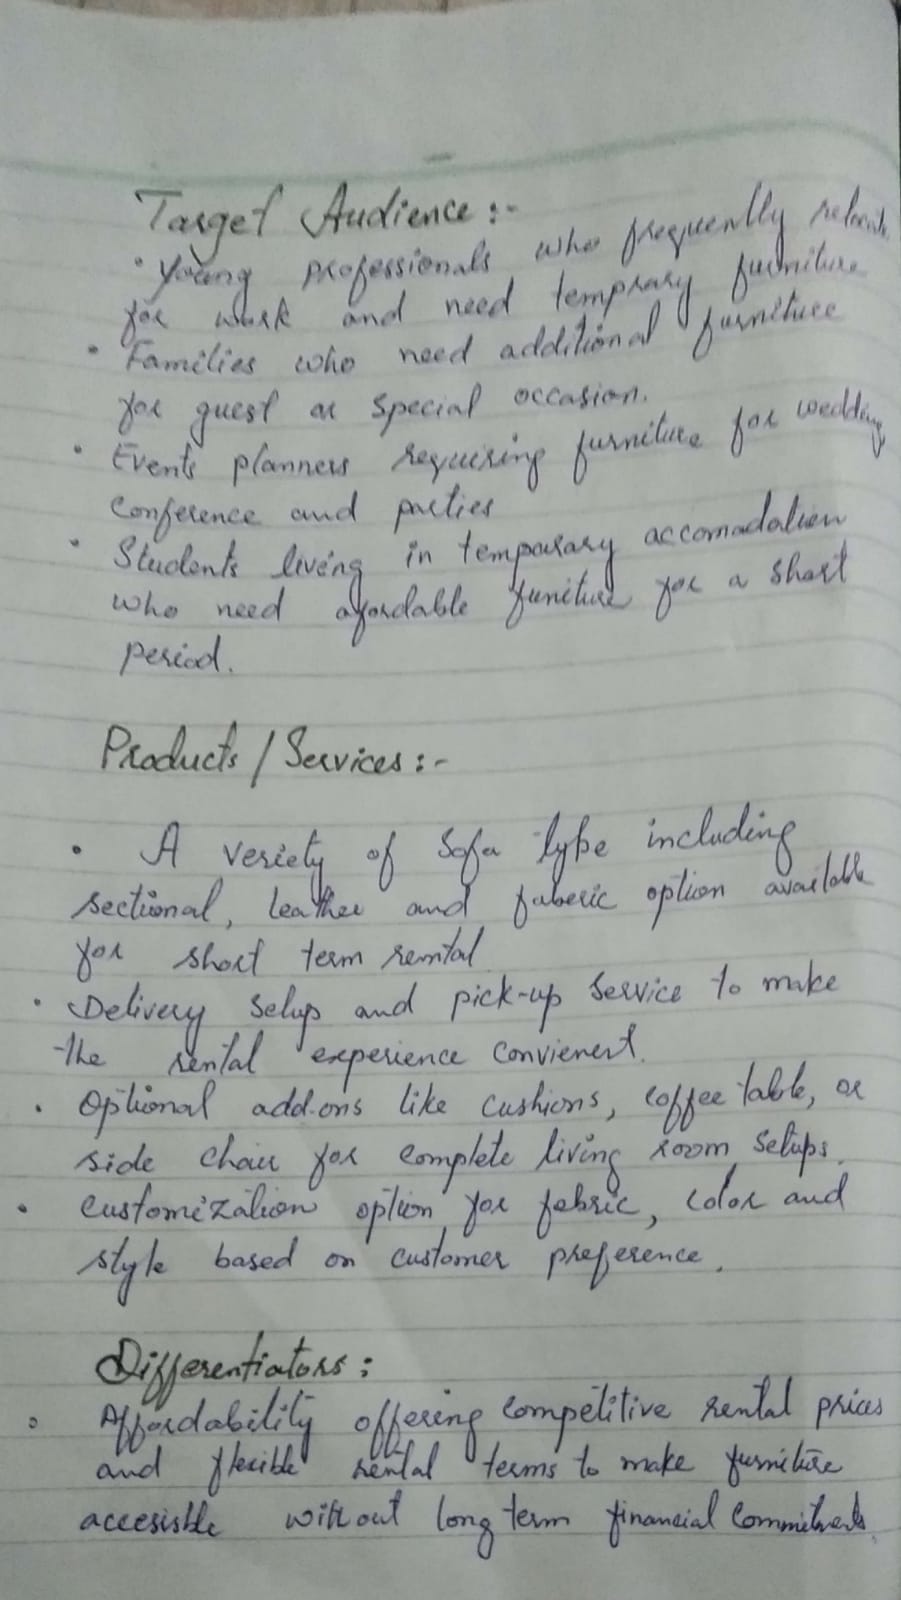 Target Audience :-
• Young professionals who frequently relocate
for work and need temprary furniture
• Families who need additional furniture
for guest or special occasion.
• Events planners requiring furniture for wedding,
conference and parties
• Students living in temporary accomadation
who need afordable funiture for a short
period.
Products / Services :-
• A veriety of Sofa type including
sectional, leather and faberic option available
for short term rental
• Delivery setup and pick-up service to make
the rental experience convienent.
• Optional add-ons like cushions, coffee table, or
side chair for complete living room setups.
• Customization option for fabric, color and
style based on customer preference.
Differentiators :
• Affordability offering competitive rental prices
and flexible rental terms to make furniture
accesisble without long term financial commitments.